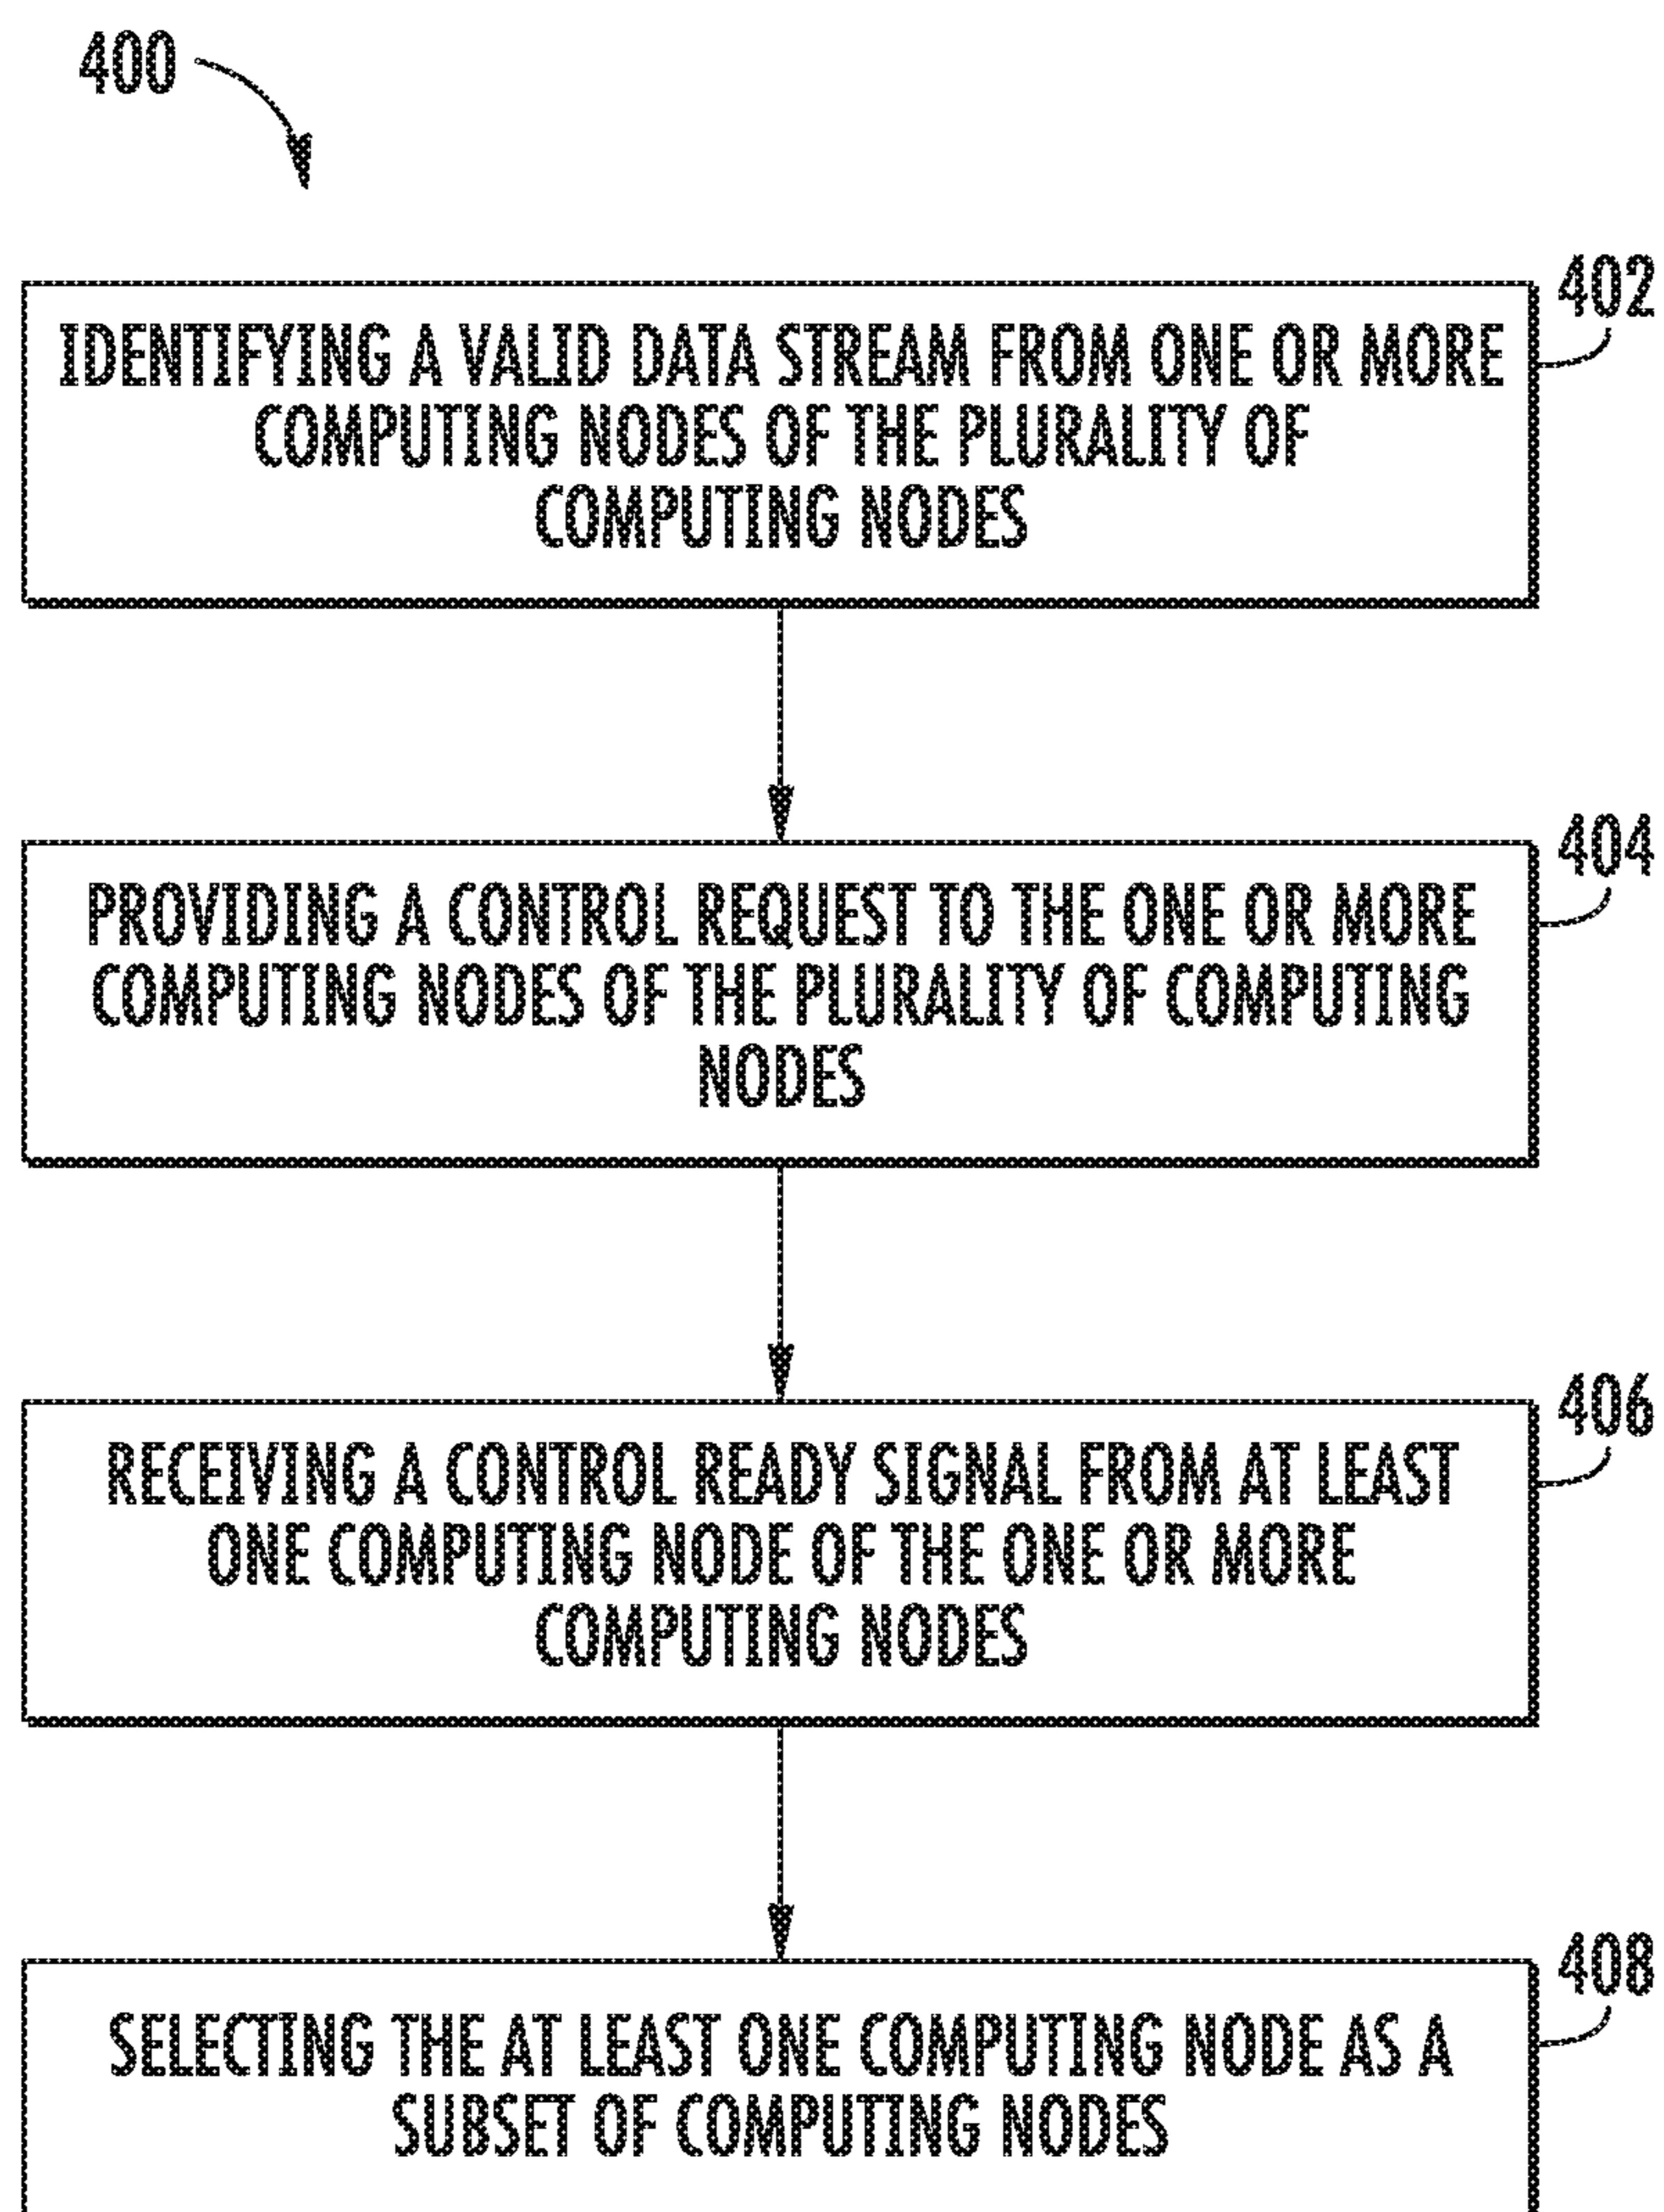 400
402
IDENTIFYING A VALID DATA STREAM FROM ONE OR MORE
COMPUTING NODES OF THE PLURALITY OF
COMPUTING NODES
404
PROVIDING A CONTROL REQUEST TO THE ONE OR MORE
COMPUTING NODES OF THE PLURALITY OF COMPUTING
NODES
406
RECEIVING A CONTROL READY SIGNAL FROM AT LEAST
ONE COMPUTING NODE OF THE ONE OR MORE
COMPUTING NODES
408
SELECTING THE AT LEAST ONE COMPUTING NODE AS A
SUBSET OF COMPUTING NODES